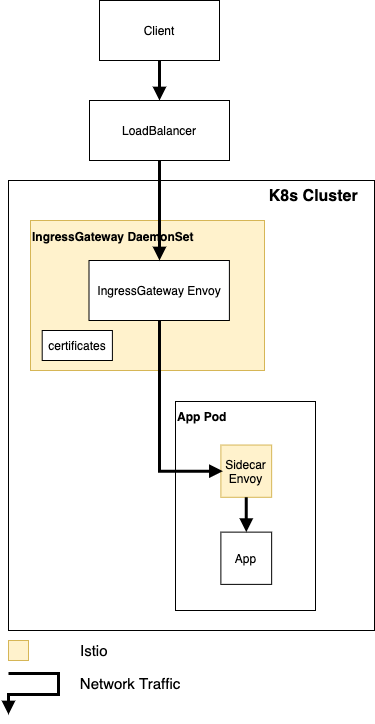 Client
LoadBalancer
K8s Cluster
IngressGateway DaemonSet
IngressGateway Envoy
certificates
App Pod
Sidecar
Envoy
App
Istio
Network Traffic